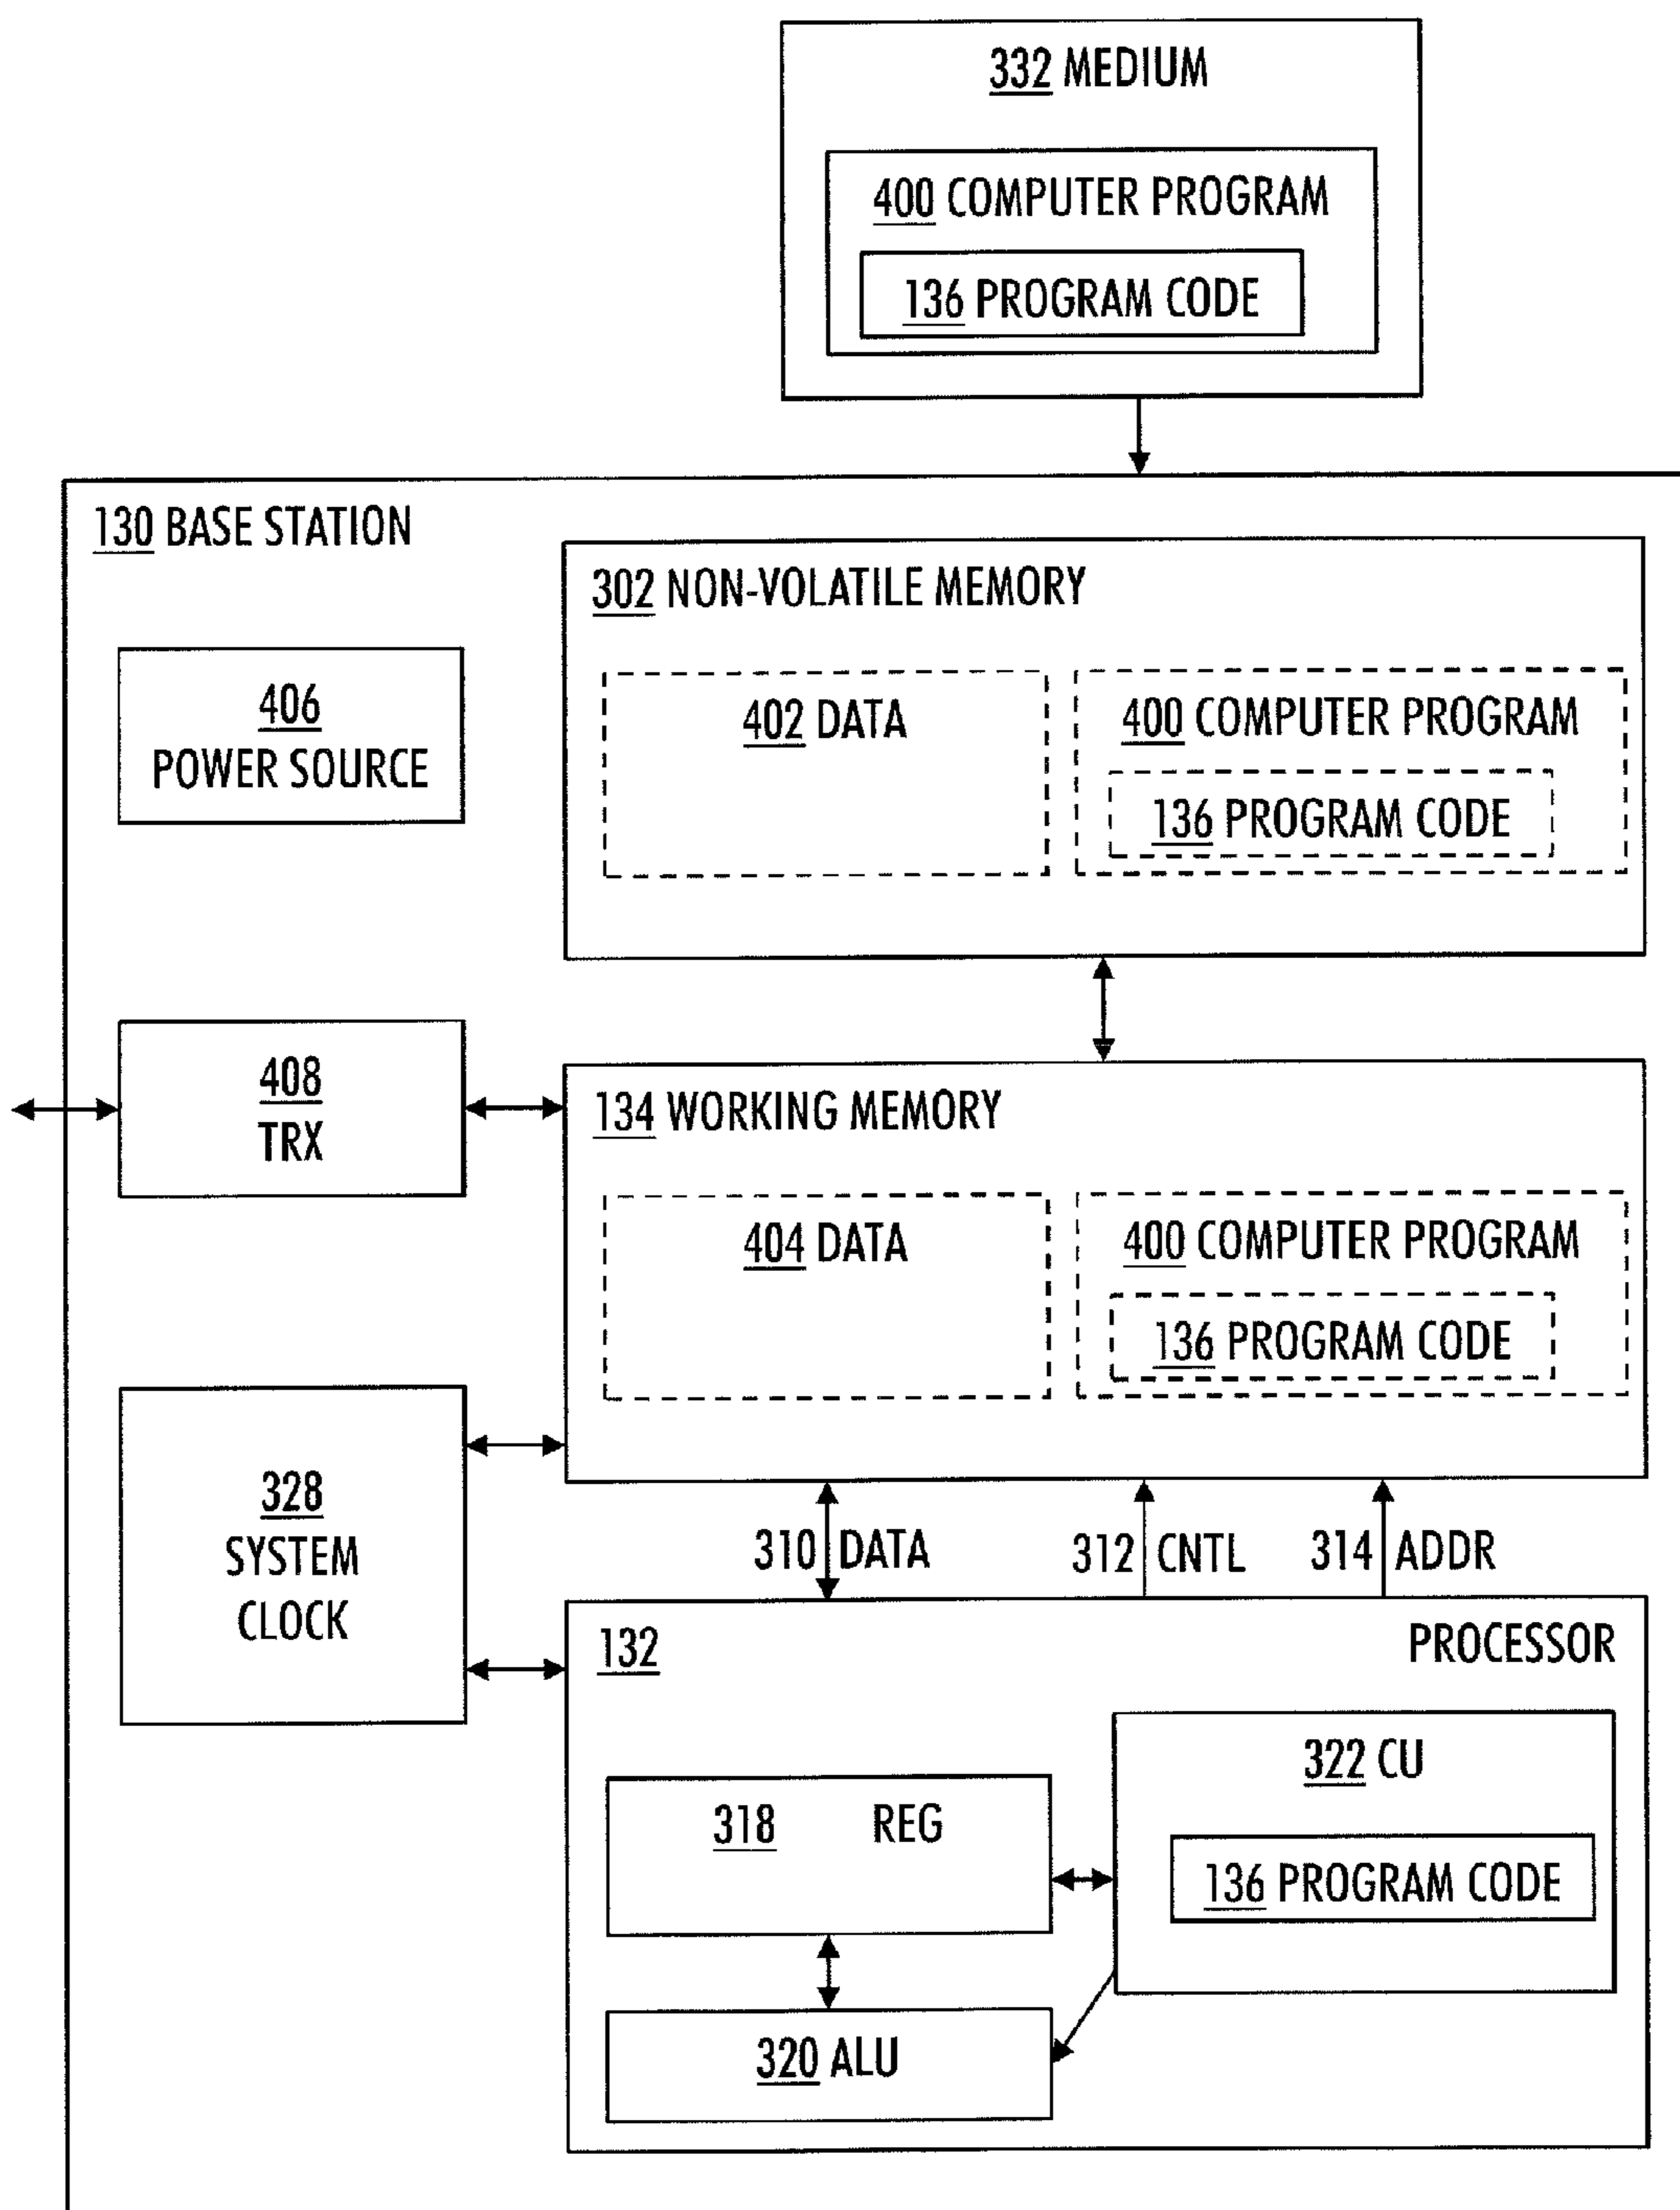 332 MEDIUM
400 COMPUTER PROGRAM
136 PROGRAM CODE
130 BASE STATION
302 NON-VOLATILE MEMORY
406
POWER SOURCE
402 DATA
400 COMPUTER PROGRAM
136 PROGRAM CODE
408
TRX
134 WORKING MEMORY
404 DATA
400 COMPUTER PROGRAM
136 PROGRAM CODE
328
SYSTEM
CLOCK
310 DATA
312 CNTL
314 ADDR
132 PROCESSOR
318 REG
322 CU
136 PROGRAM CODE
320 ALU